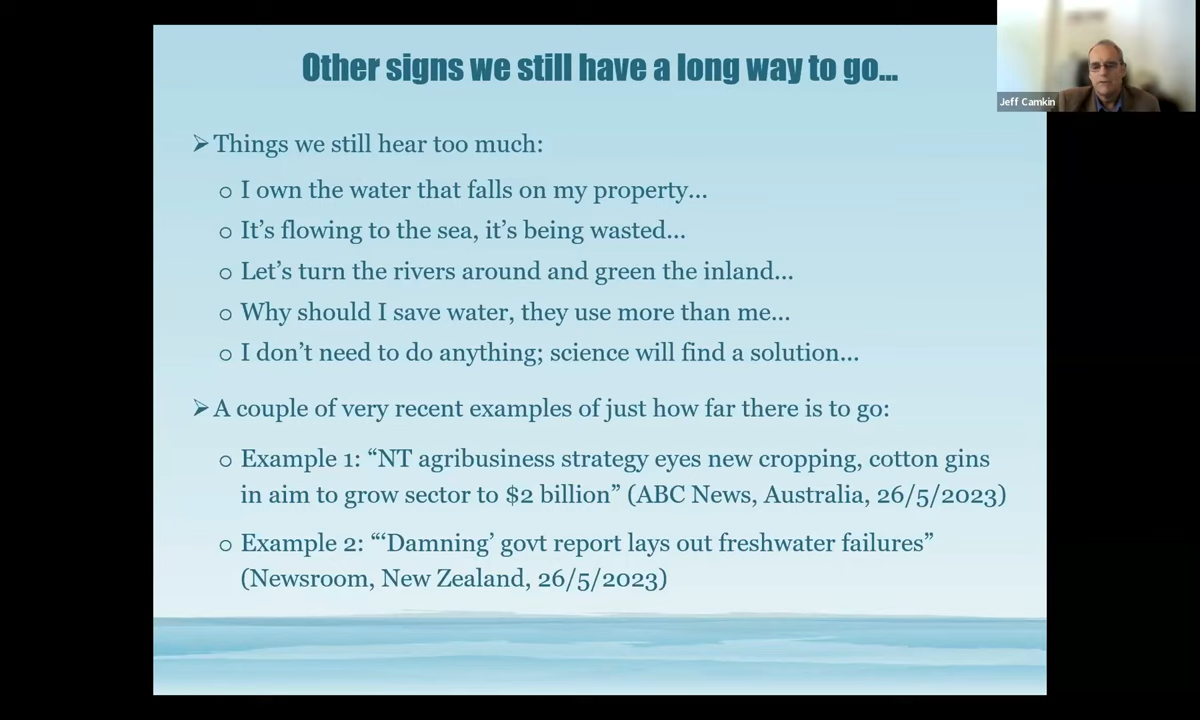 Other signs we still have a long way to go...
Jeff Camkin
➢Things we still hear too much:
o I own the water that falls on my property...
o It’s flowing to the sea, it’s being wasted...
o Let’s turn the rivers around and green the inland...
o Why should I save water, they use more than me...
o I don’t need to do anything; science will find a solution...
➢A couple of very recent examples of just how far there is to go:
o Example 1: “NT agribusiness strategy eyes new cropping, cotton gins
in aim to grow sector to $2 billion” (ABC News, Australia, 26/5/2023)
o Example 2: “‘Damning’ govt report lays out freshwater failures”
(Newsroom, New Zealand, 26/5/2023)